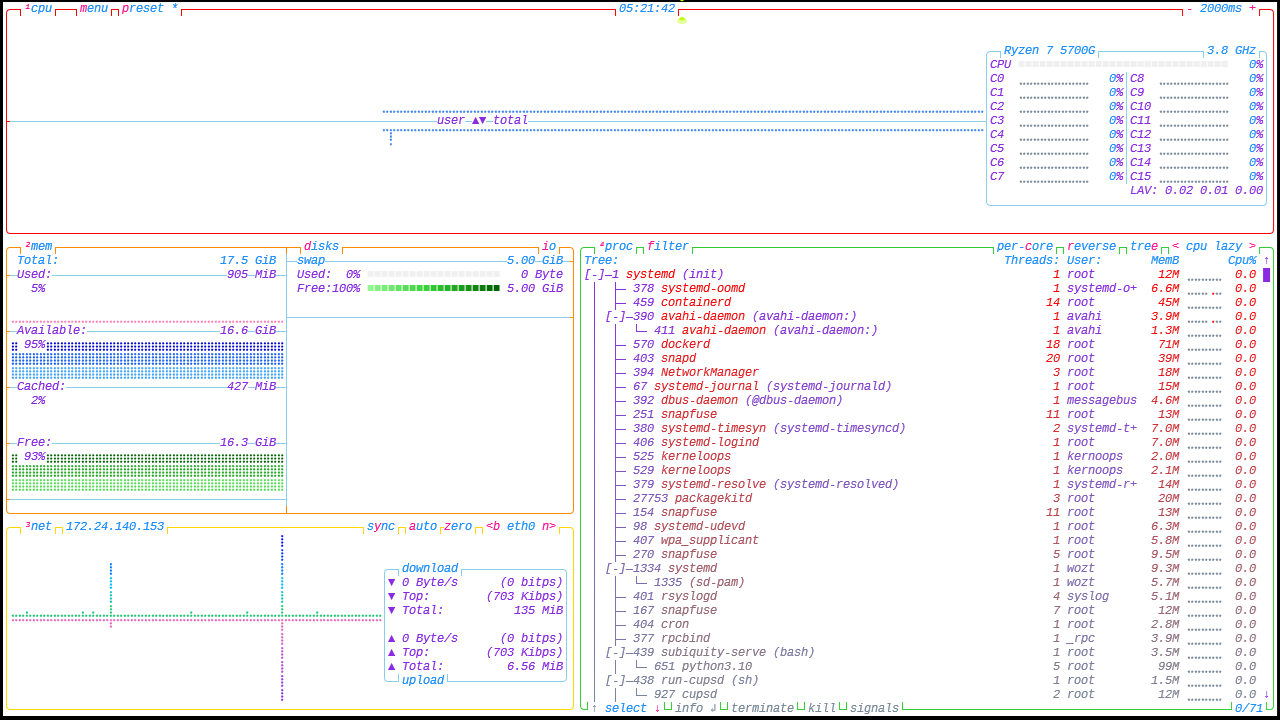 ¹cpu menu preset * 05:21:42 - 2000ms +
Ryzen 7 5700G 3.8 GHz
CPU 0%
C0 0% C8 0%
C1 0% C9 0%
C2 0% C10 0%
user ▲▼ total
C3 0% C11 0%
C4 0% C12 0%
C5 0% C13 0%
C6 0% C14 0%
C7 0% C15 0%
LAV: 0.02 0.01 0.00
²mem
Total: 17.5 GiB
Used: 905 MiB
5%
Available: 16.6 GiB
95%
Cached: 427 MiB
2%
Free: 16.3 GiB
93%
disks io
swap 5.00 GiB
Used: 0% 0 Byte
Free:100% 5.00 GiB
³net 172.24.140.153 sync auto zero <b eth0 n>
download
▼ 0 Byte/s (0 bitps)
▼ Top: (703 Kibps)
▼ Total: 135 MiB
▲ 0 Byte/s (0 bitps)
▲ Top: (703 Kibps)
▲ Total: 6.56 MiB
upload
⁴proc filter per-core reverse tree < cpu lazy >
Tree: Threads: User: MemB Cpu% ↑
[-]─1 systemd (init) 1 root 12M 0.0
378 systemd-oomd 1 systemd-o+ 6.6M 0.0
459 containerd 14 root 45M 0.0
[-]─390 avahi-daemon (avahi-daemon:) 1 avahi 3.9M 0.0
411 avahi-daemon (avahi-daemon:) 1 avahi 1.3M 0.0
570 dockerd 18 root 71M 0.0
403 snapd 20 root 39M 0.0
394 NetworkManager 3 root 18M 0.0
67 systemd-journal (systemd-journald) 1 root 15M 0.0
392 dbus-daemon (@dbus-daemon) 1 messagebus 4.6M 0.0
251 snapfuse 11 root 13M 0.0
380 systemd-timesyn (systemd-timesyncd) 2 systemd-t+ 7.0M 0.0
406 systemd-logind 1 root 7.0M 0.0
525 kerneloops 1 kernoops 2.0M 0.0
529 kerneloops 1 kernoops 2.1M 0.0
379 systemd-resolve (systemd-resolved) 1 systemd-r+ 14M 0.0
27753 packagekitd 3 root 20M 0.0
154 snapfuse 11 root 13M 0.0
98 systemd-udevd 1 root 6.3M 0.0
407 wpa_supplicant 1 root 5.8M 0.0
270 snapfuse 5 root 9.5M 0.0
[-]─1334 systemd 1 wozt 9.3M 0.0
1335 (sd-pam) 1 wozt 5.7M 0.0
401 rsyslogd 4 syslog 5.1M 0.0
167 snapfuse 7 root 12M 0.0
404 cron 1 root 2.8M 0.0
377 rpcbind 1 _rpc 3.9M 0.0
[-]─439 subiquity-serve (bash) 1 root 3.5M 0.0
651 python3.10 5 root 99M 0.0
[-]─438 run-cupsd (sh) 1 root 1.5M 0.0
927 cupsd 2 root 12M 0.0 ↓
↑ select ↓ info ↲ terminate kill signals 0/71